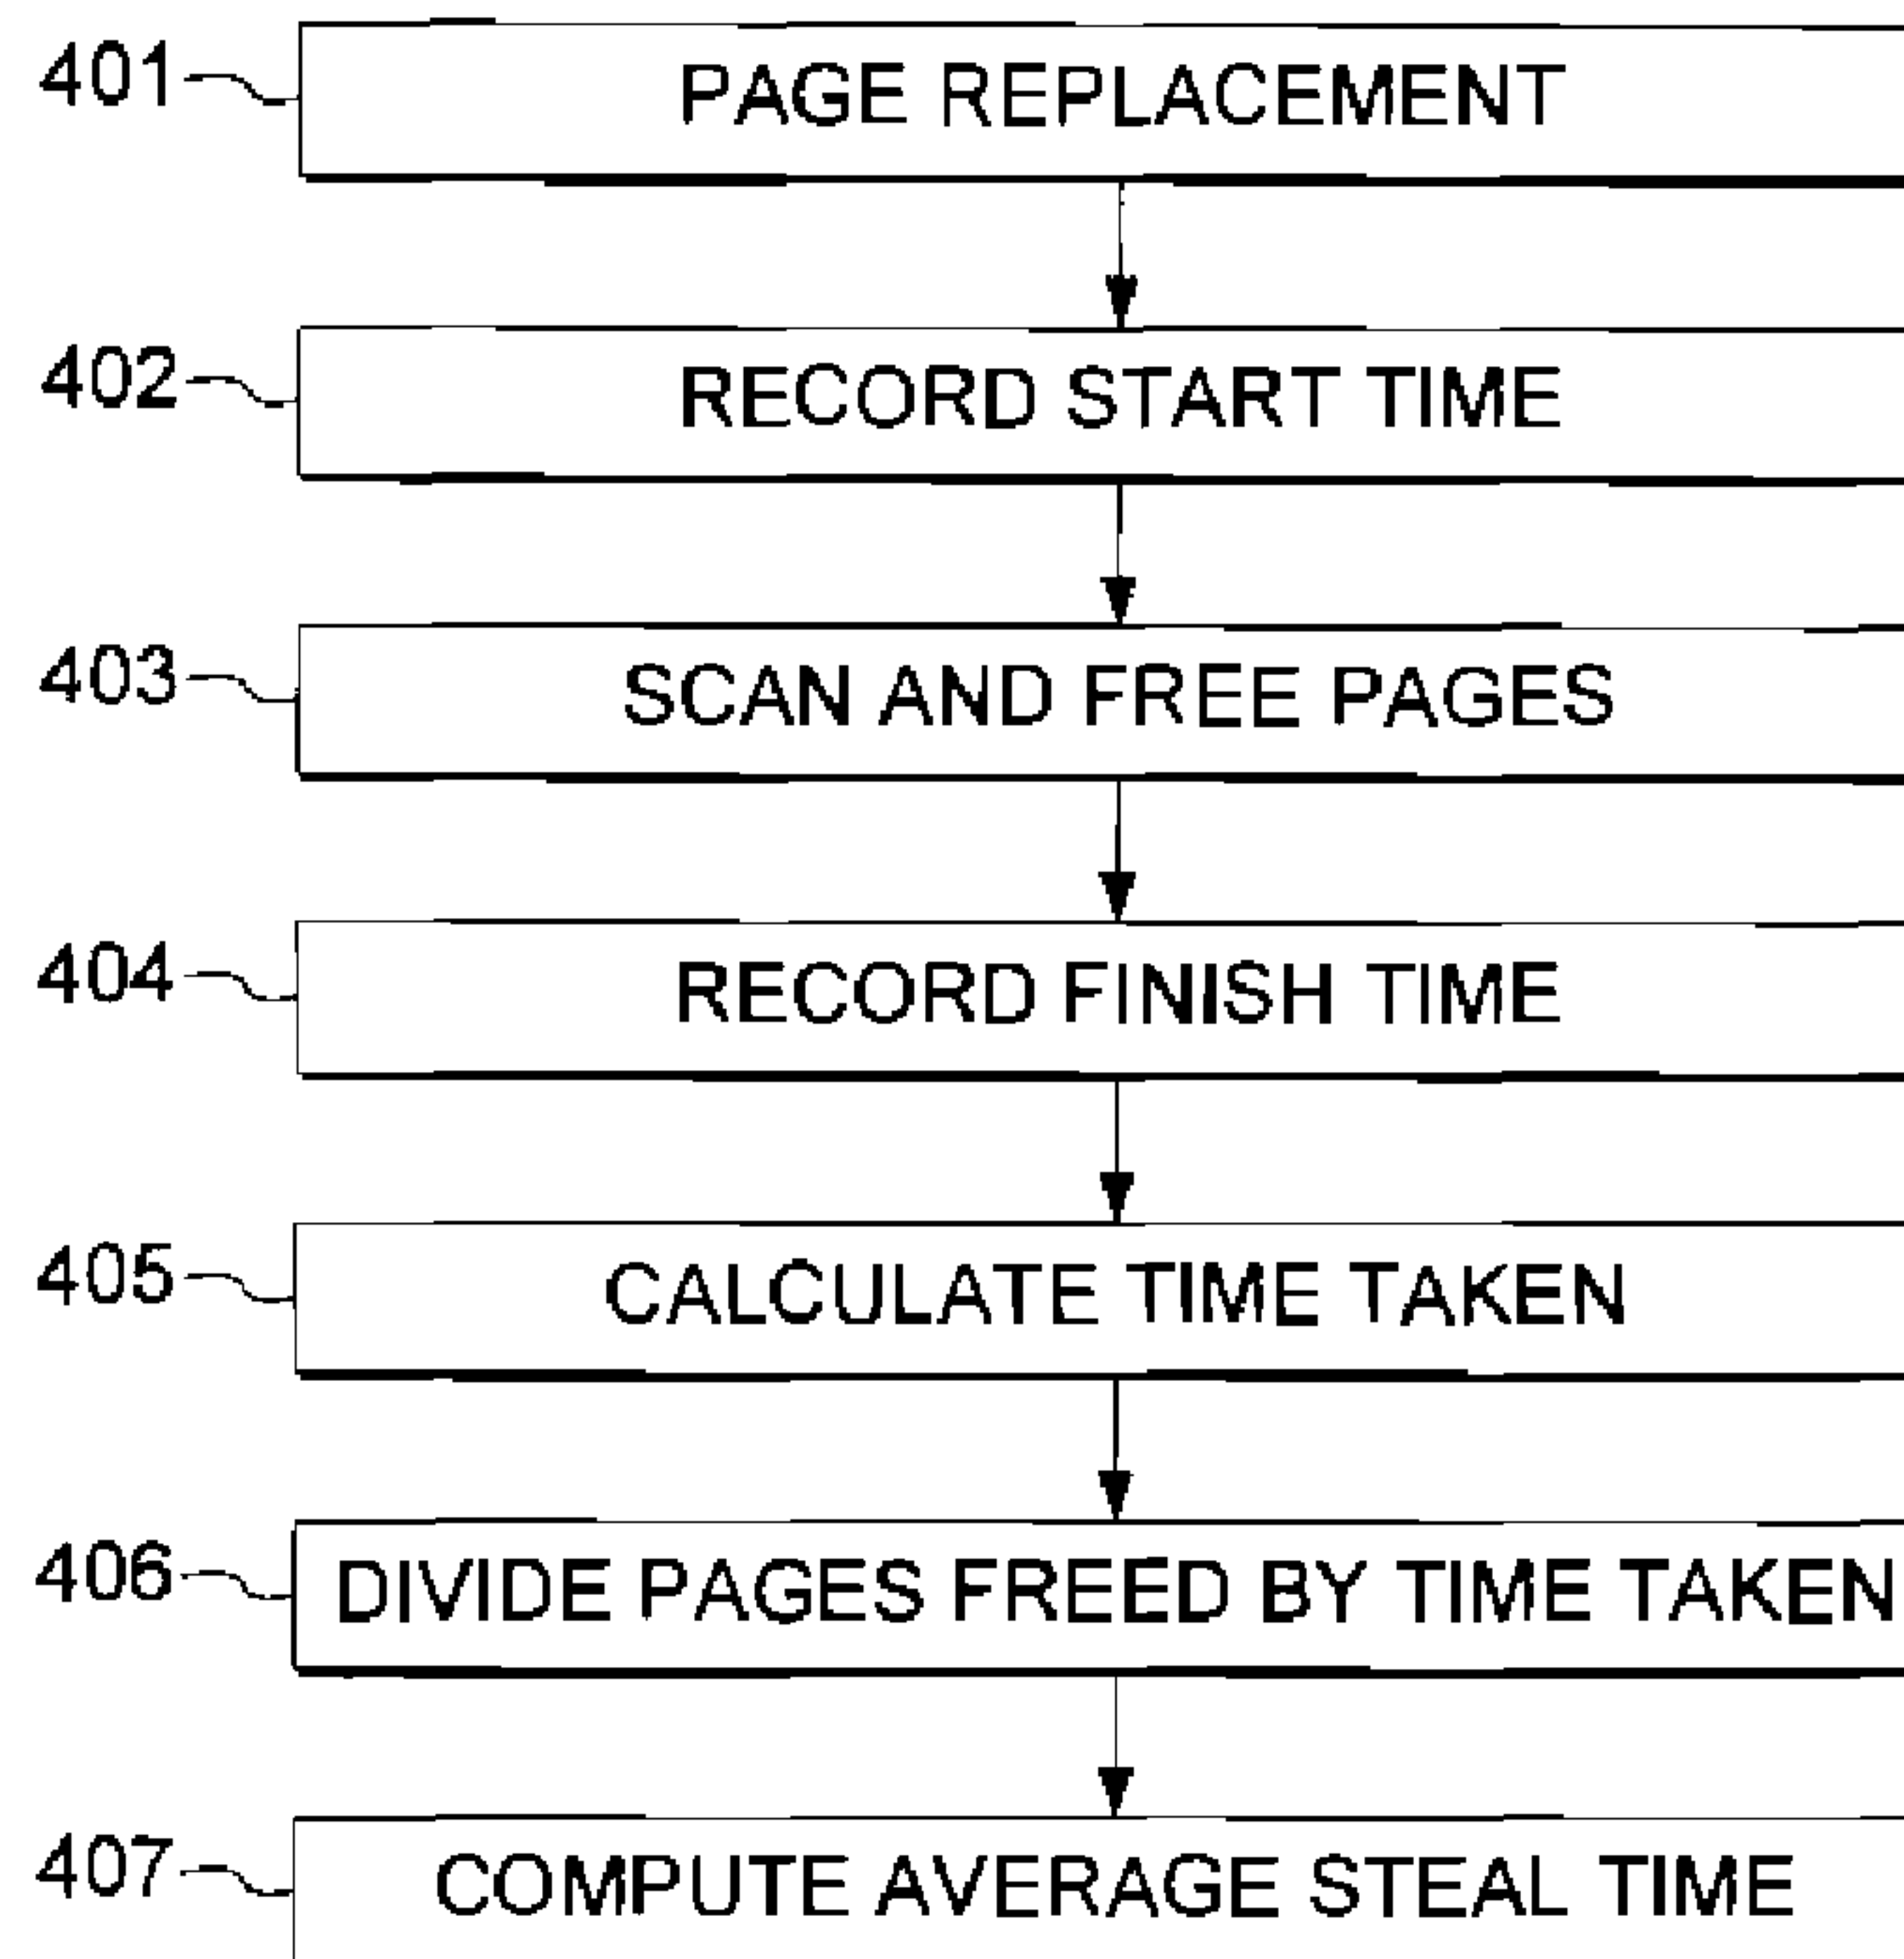 401 PAGE REPLACEMENT
402 RECORD START TIME
403 SCAN AND FREE PAGES
404 RECORD FINISH TIME
405 CALCULATE TIME TAKEN
406 DIVIDE PAGES FREED BY TIME TAKEN
407 COMPUTE AVERAGE STEAL TIME